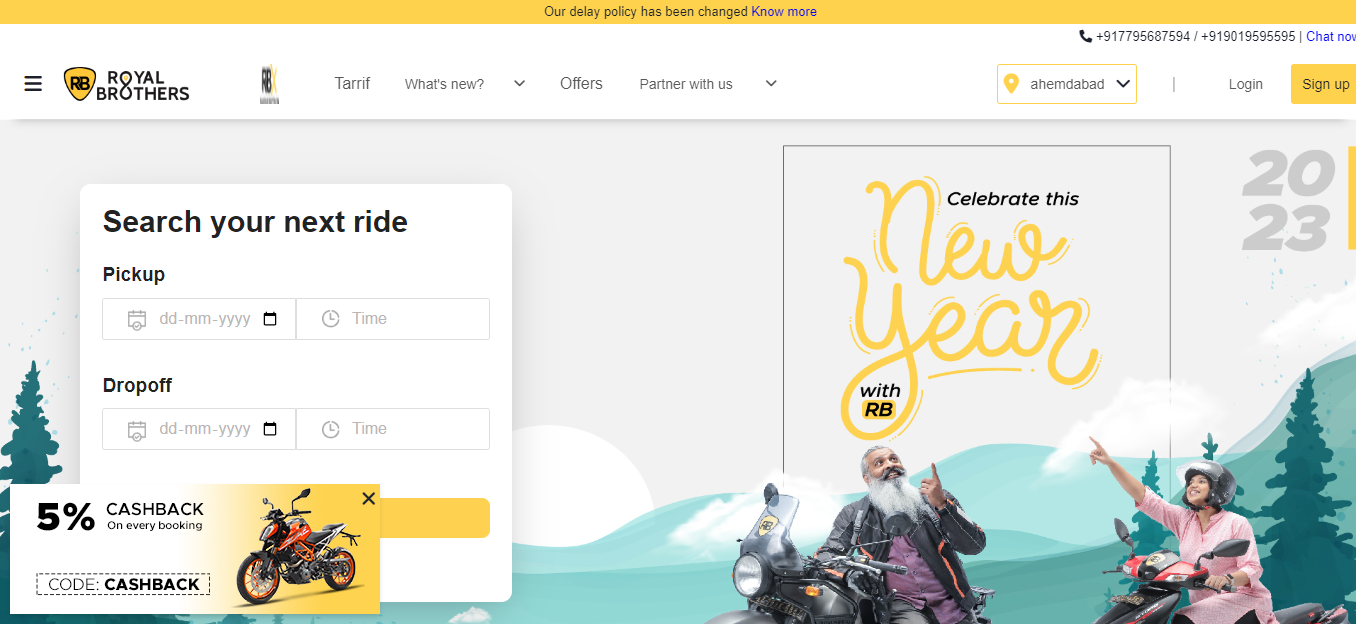 Our delay policy has been changed Know more
+917795687594 / +919019595595 | Chat now
RB ROYAL BROTHERS
RBX
Tarrif
What's new?
Offers
Partner with us
ahemdabad
|
Login
Sign up
Search your next ride
Pickup
dd-mm-yyyy
Time
Dropoff
dd-mm-yyyy
Time
5% CASHBACK
On every booking
CODE: CASHBACK
Celebrate this
New
Year
with
RB
20
23
RB